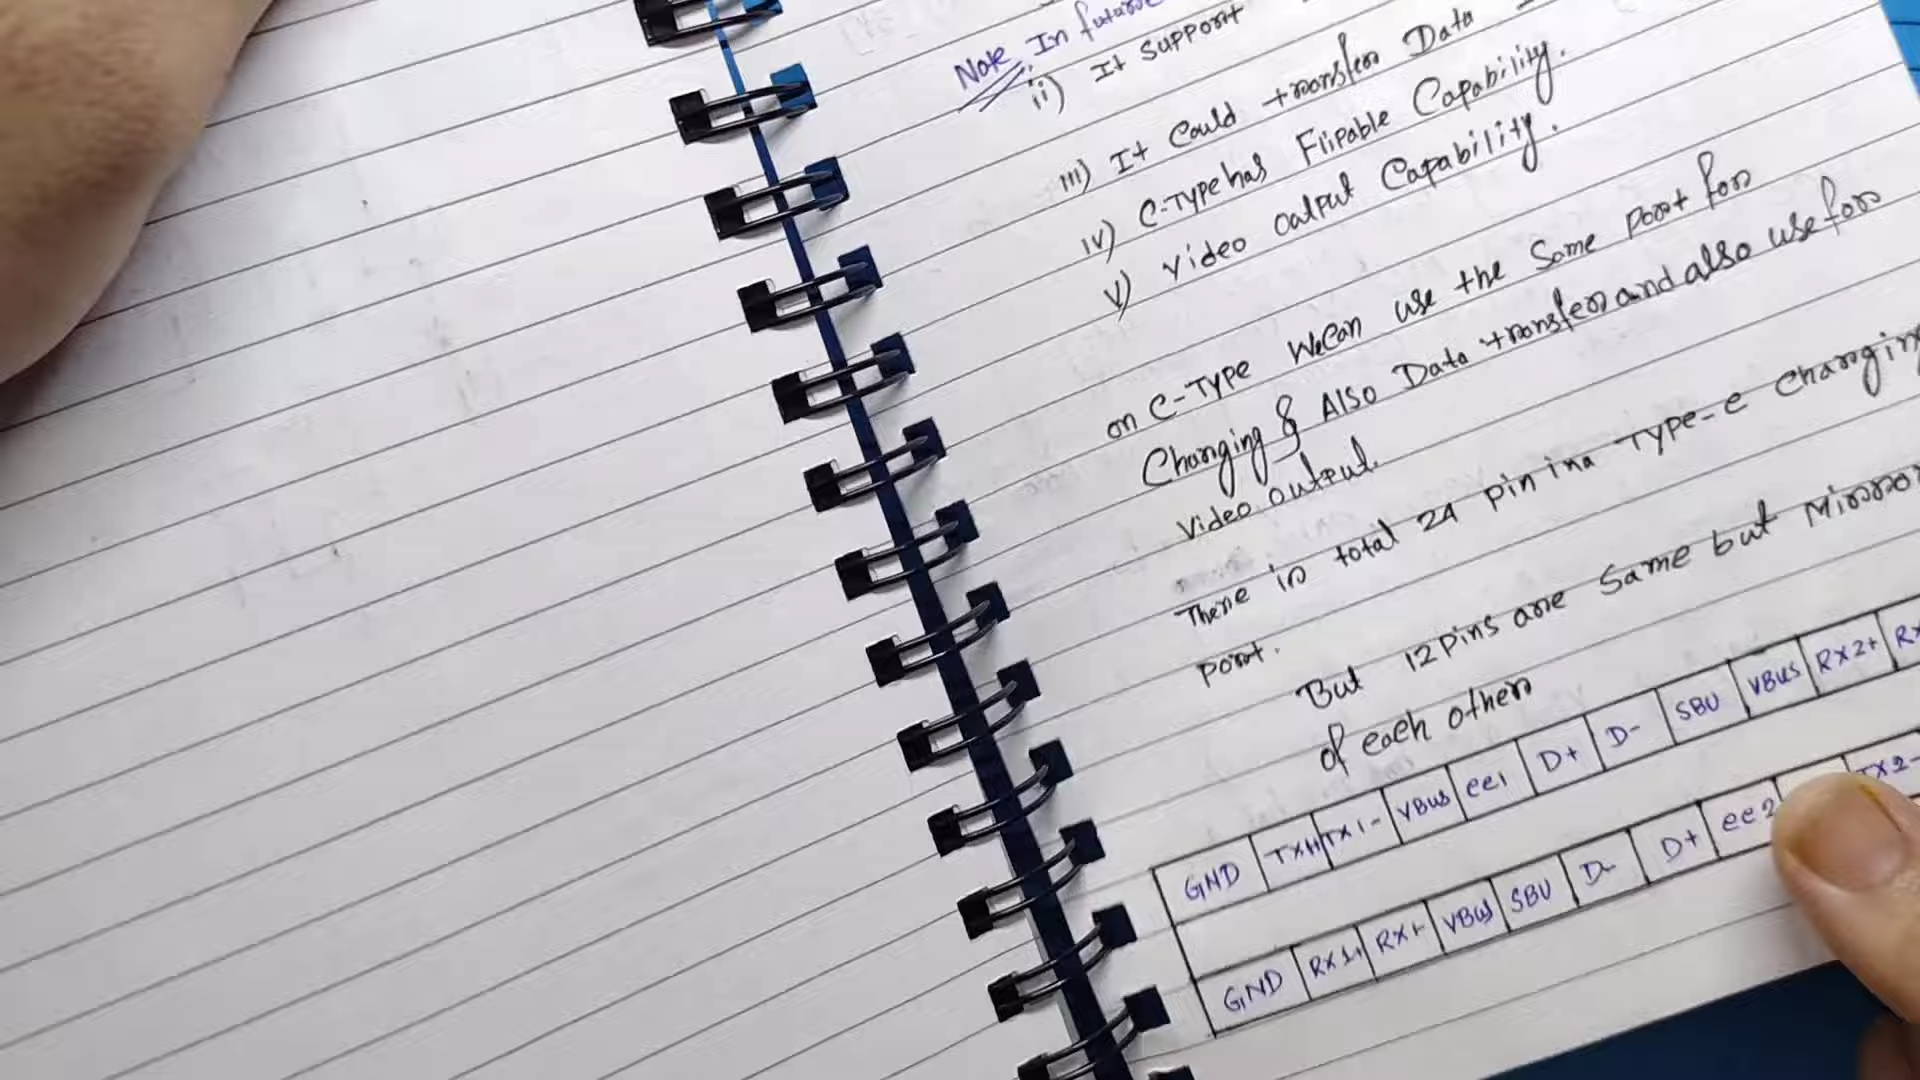 Note, In future
ii) It support
iii) It Could transfer Data
iv) C-Type has Flipable Capability.
v) video output Capability.
on C-Type We Can use the Same port for
Charging & Also Data transfer and also use for
Video output.
There is total 24 pin in a Type-c charging
port.
But 12 pins are Same but Mirror
of each other
GND TX1+ TX1- VBUS CC1 D+ D- SBU VBUS RX2+ RX
GND RX1+ RX1- VBUS SBU D- D+ CC2 TX2-